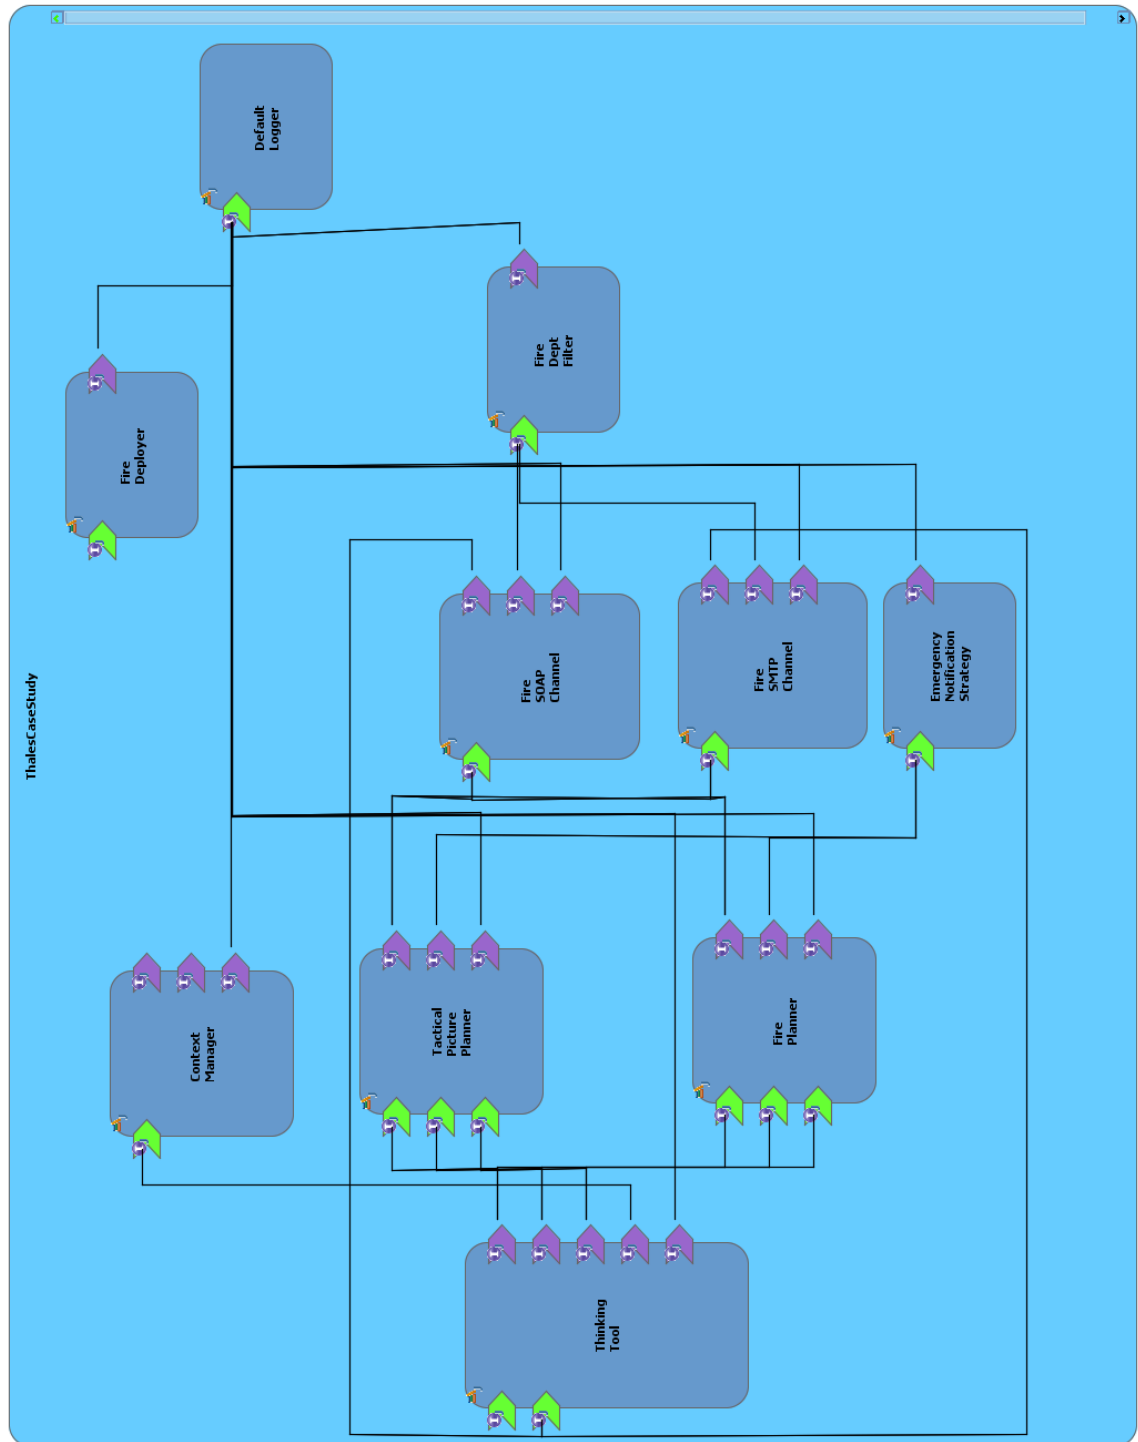 ThalesCaseStudy
Default
Logger
Fire
Deployer
Fire
Dept
Filter
Fire
SOAP
Channel
Fire
SMTP
Channel
Emergency
Notification
Strategy
Context
Manager
Tactical
Picture
Planner
Fire
Planner
Thinking
Tool